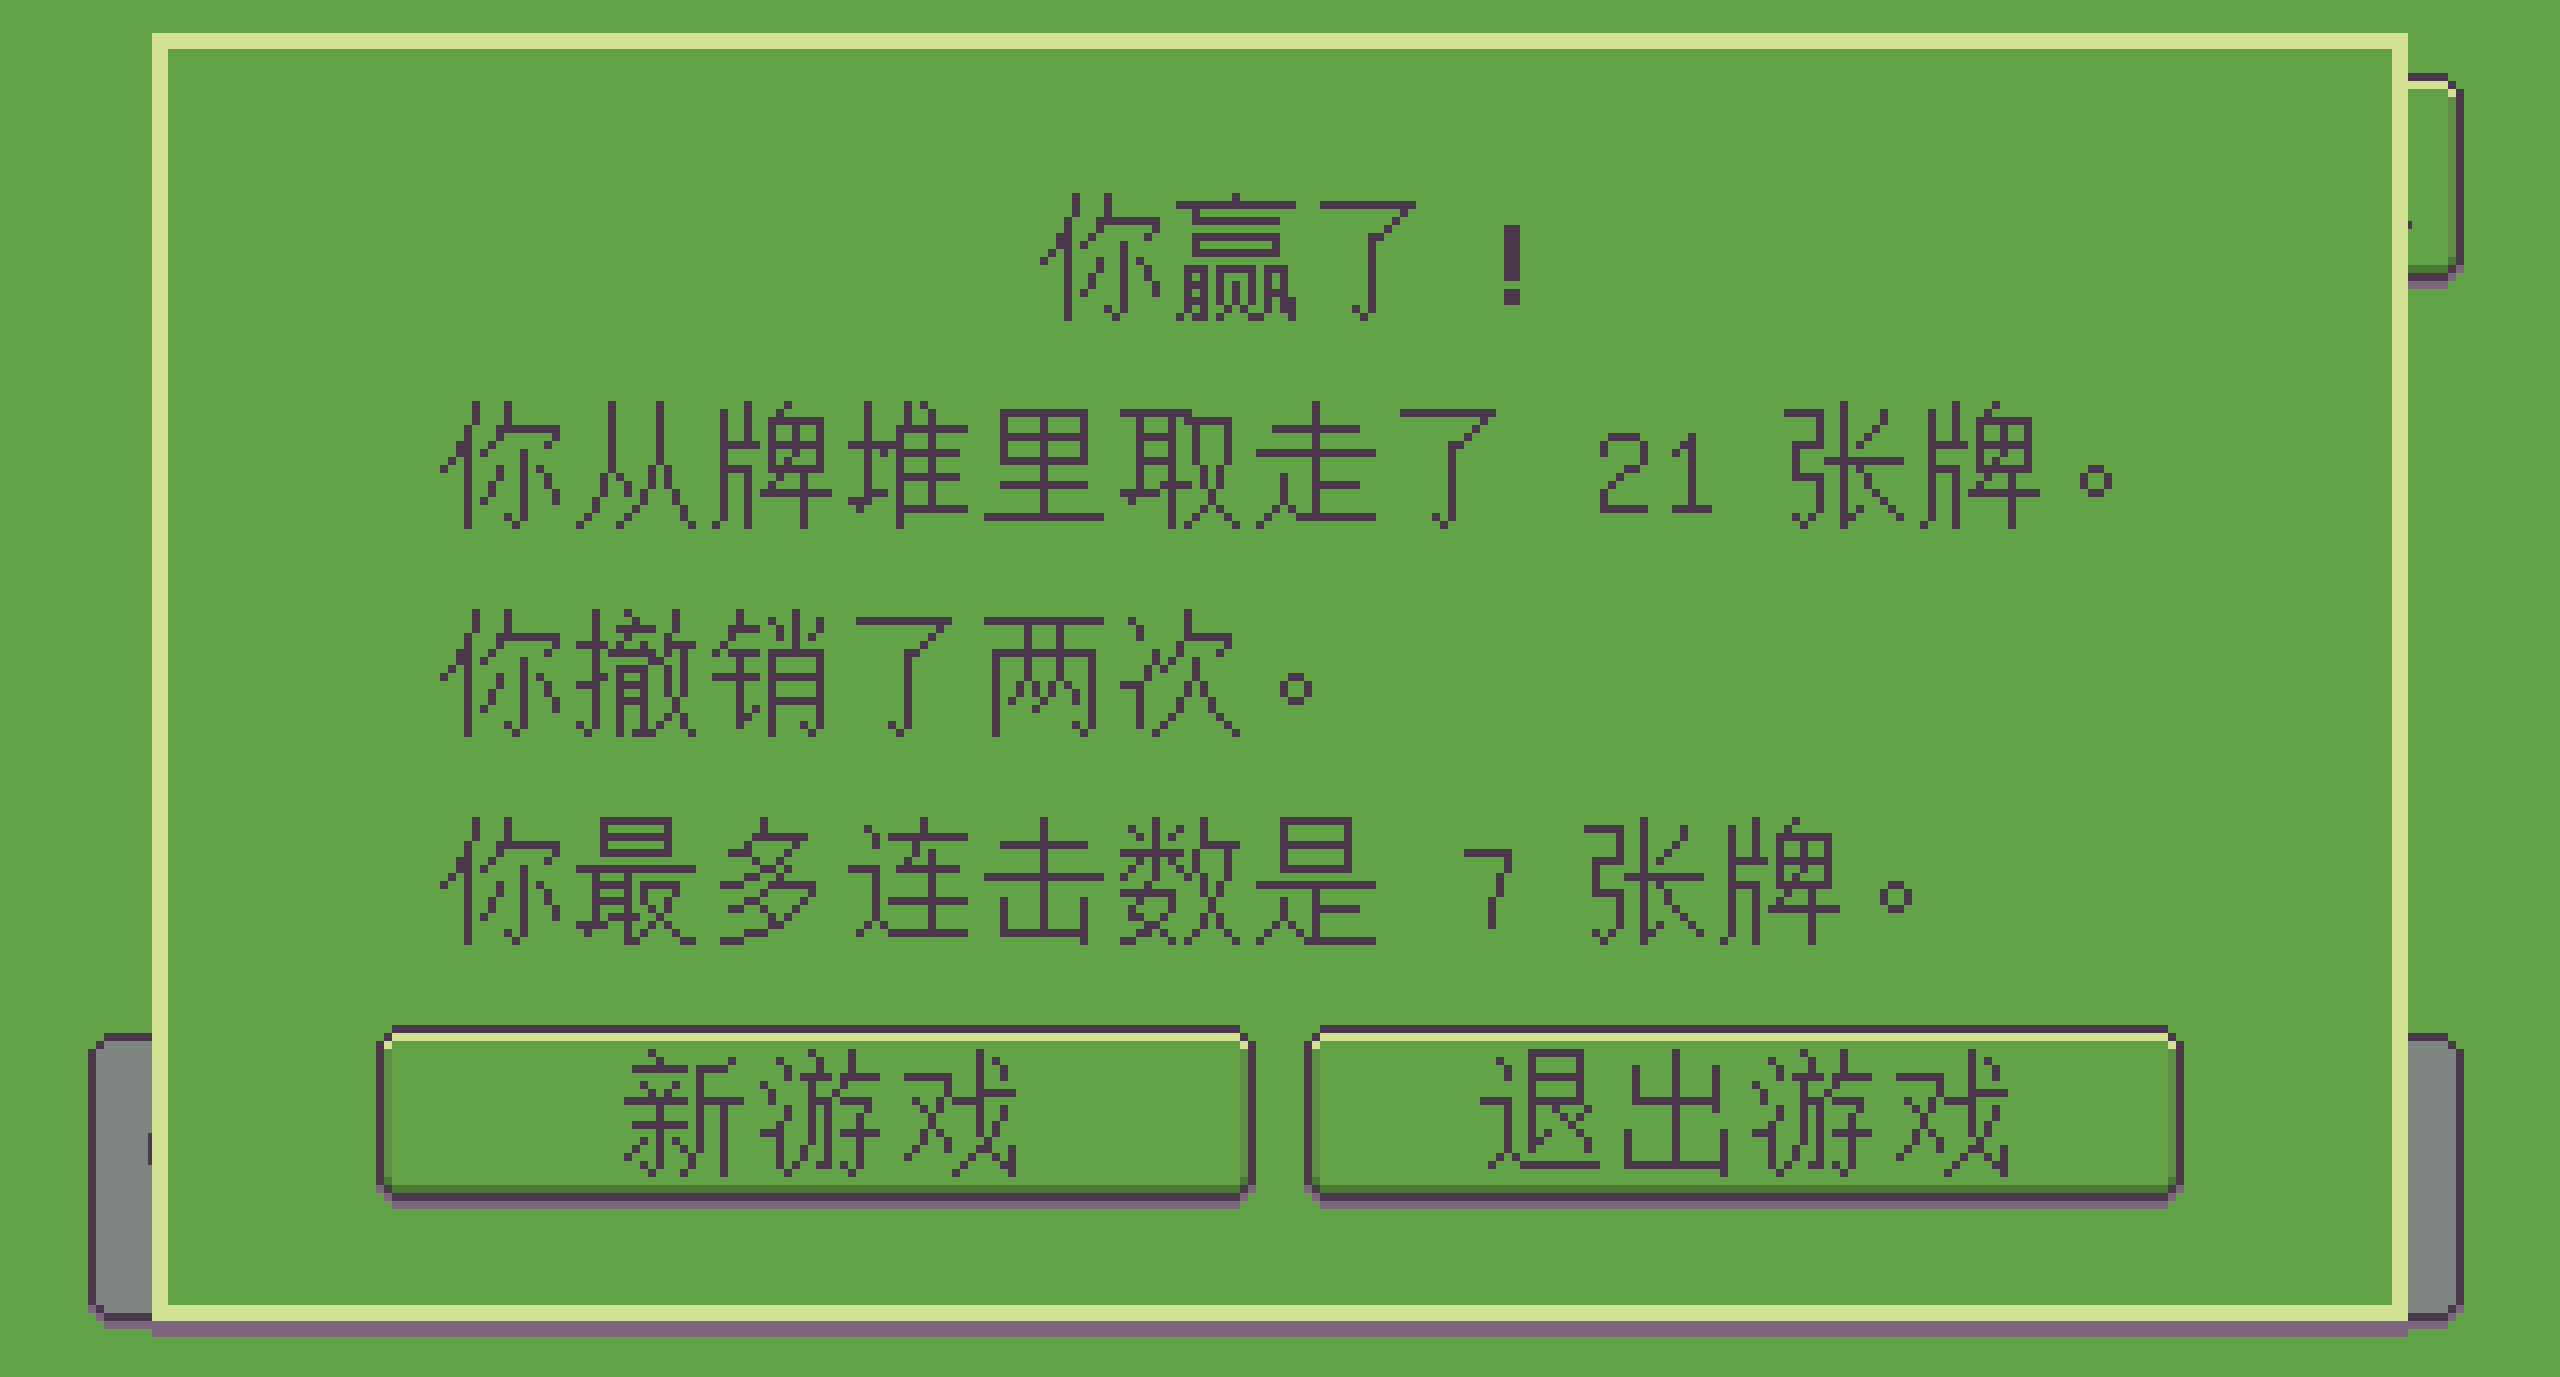 你赢了！
你从牌堆里取走了 21 张牌。
你撤销了两次。
你最多连击数是 7 张牌。
新游戏
退出游戏